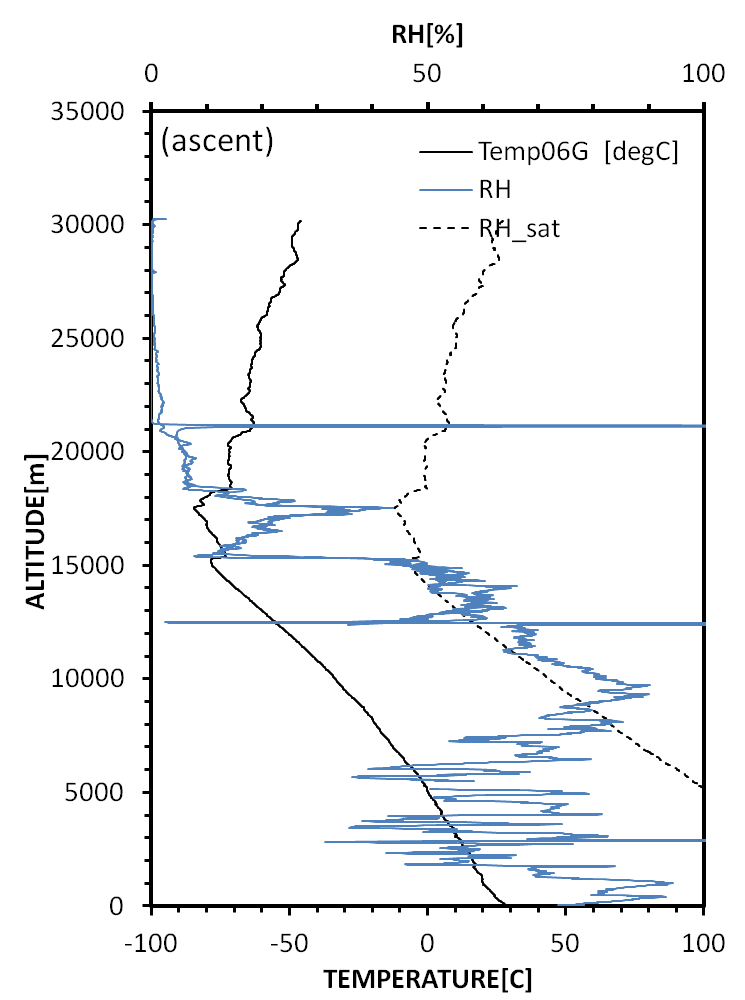 RH[%]
0 50 100
35000
(ascent)
Temp06G [degC]
RH
30000
RH_sat
25000
20000
ALTITUDE[m]
15000
10000
5000
0
-100 -50 0 50 100
TEMPERATURE[C]